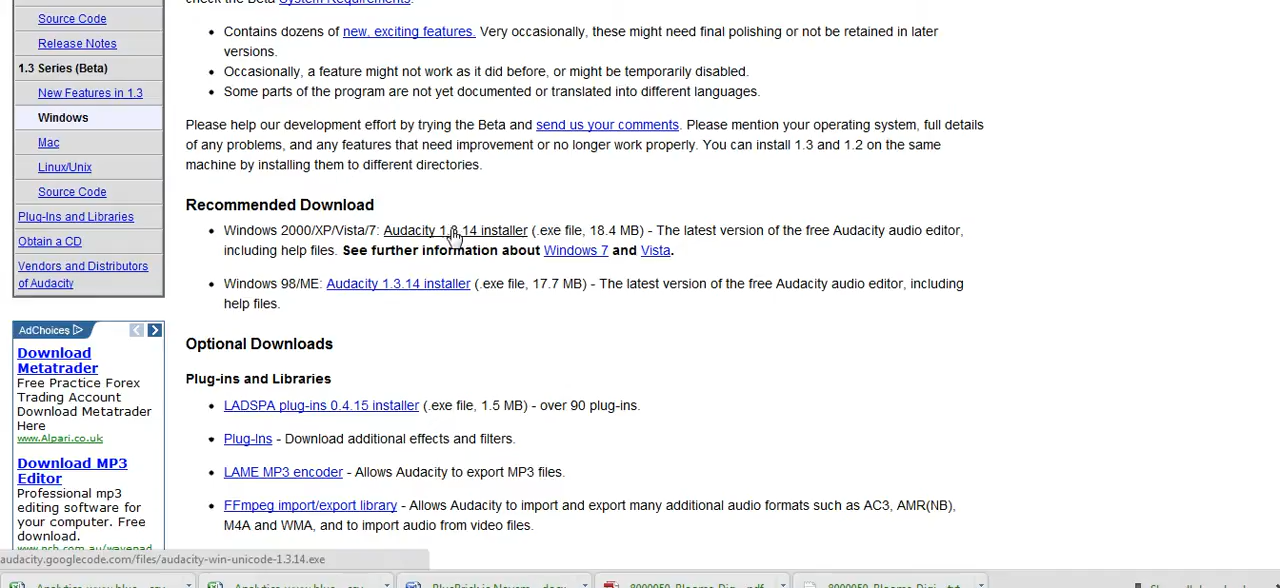 Source Code
Release Notes
1.3 Series (Beta)
New Features in 1.3
Windows
Mac
Linux/Unix
Source Code
Plug-Ins and Libraries
Obtain a CD
Vendors and Distributors
of Audacity
AdChoices
Download
Metatrader
Free Practice Forex
Trading Account
Download Metatrader
Here
www.Alpari.co.uk
Download MP3
Editor
Professional mp3
editing software for
your computer. Free
download.
check the Beta System Requirements.
• Contains dozens of new, exciting features. Very occasionally, these might need final polishing or not be retained in later
versions.
• Occasionally, a feature might not work as it did before, or might be temporarily disabled.
• Some parts of the program are not yet documented or translated into different languages.
Please help our development effort by trying the Beta and send us your comments. Please mention your operating system, full details
of any problems, and any features that need improvement or no longer work properly. You can install 1.3 and 1.2 on the same
machine by installing them to different directories.
Recommended Download
• Windows 2000/XP/Vista/7: Audacity 1.3.14 installer (.exe file, 18.4 MB) - The latest version of the free Audacity audio editor,
including help files. See further information about Windows 7 and Vista.
• Windows 98/ME: Audacity 1.3.14 installer (.exe file, 17.7 MB) - The latest version of the free Audacity audio editor, including
help files.
Optional Downloads
Plug-ins and Libraries
• LADSPA plug-ins 0.4.15 installer (.exe file, 1.5 MB) - over 90 plug-ins.
• Plug-Ins - Download additional effects and filters.
• LAME MP3 encoder - Allows Audacity to export MP3 files.
• FFmpeg import/export library - Allows Audacity to import and export many additional audio formats such as AC3, AMR(NB),
M4A and WMA, and to import audio from video files.
audacity.googlecode.com/files/audacity-win-unicode-1.3.14.exe